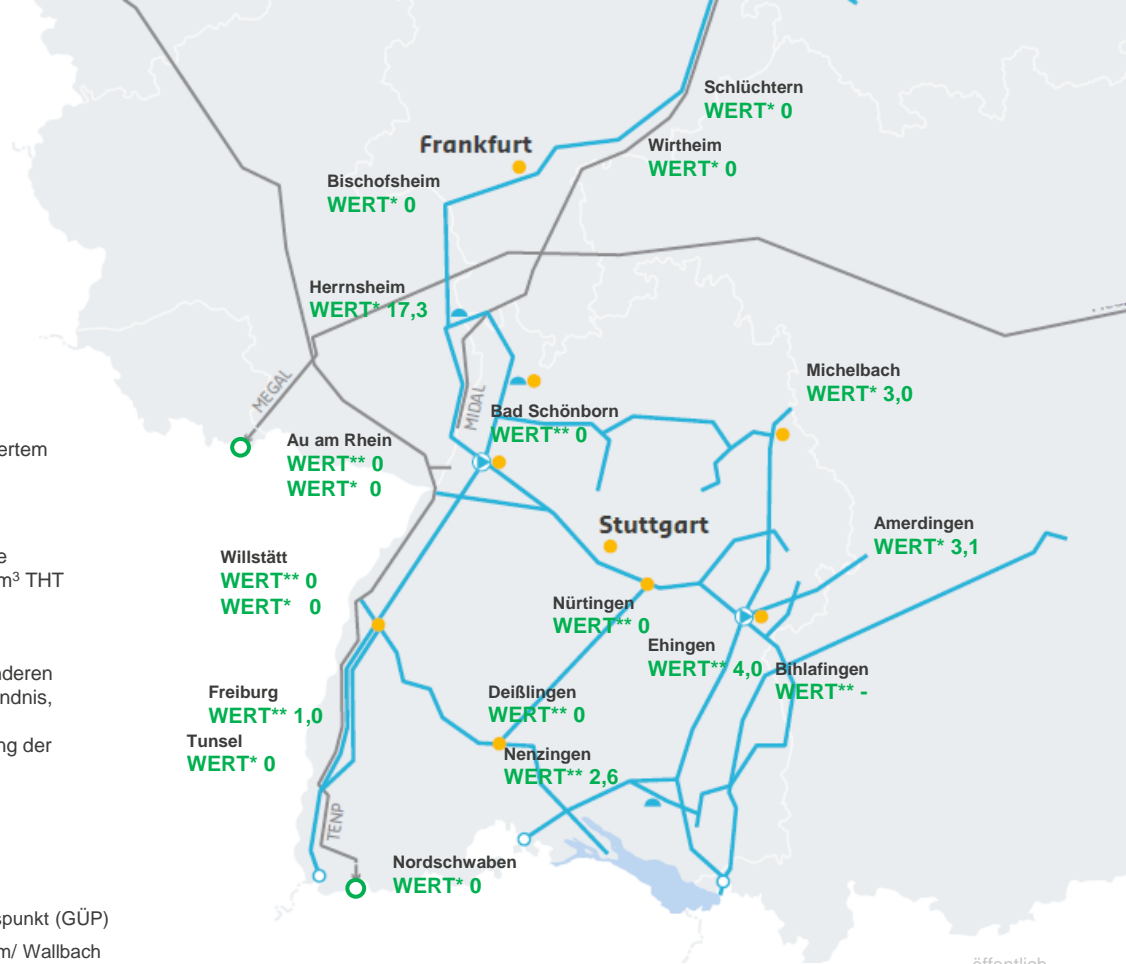 Schlüchtern
WERT* 0
Frankfurt
Wirtheim
WERT* 0
Bischofsheim
WERT* 0
Herrnsheim
WERT* 17,3
MEGAL
MIDAL
Michelbach
WERT* 3,0
Bad Schönborn
WERT** 0
Au am Rhein
WERT** 0
WERT* 0
ertem
Stuttgart
Amerdingen
WERT* 3,1
Willstätt
WERT** 0
WERT* 0
e
m³ THT
Nürtingen
WERT** 0
Ehingen
WERT** 4,0
Bihlafingen
WERT** -
nderen
ndnis,
Freiburg
WERT** 1,0
Deißlingen
WERT** 0
ng der
Tunsel
WERT* 0
Nenzingen
WERT** 2,6
TENP
Nordschwaben
WERT* 0
spunkt (GÜP)
m/ Wallbach
öffentlich